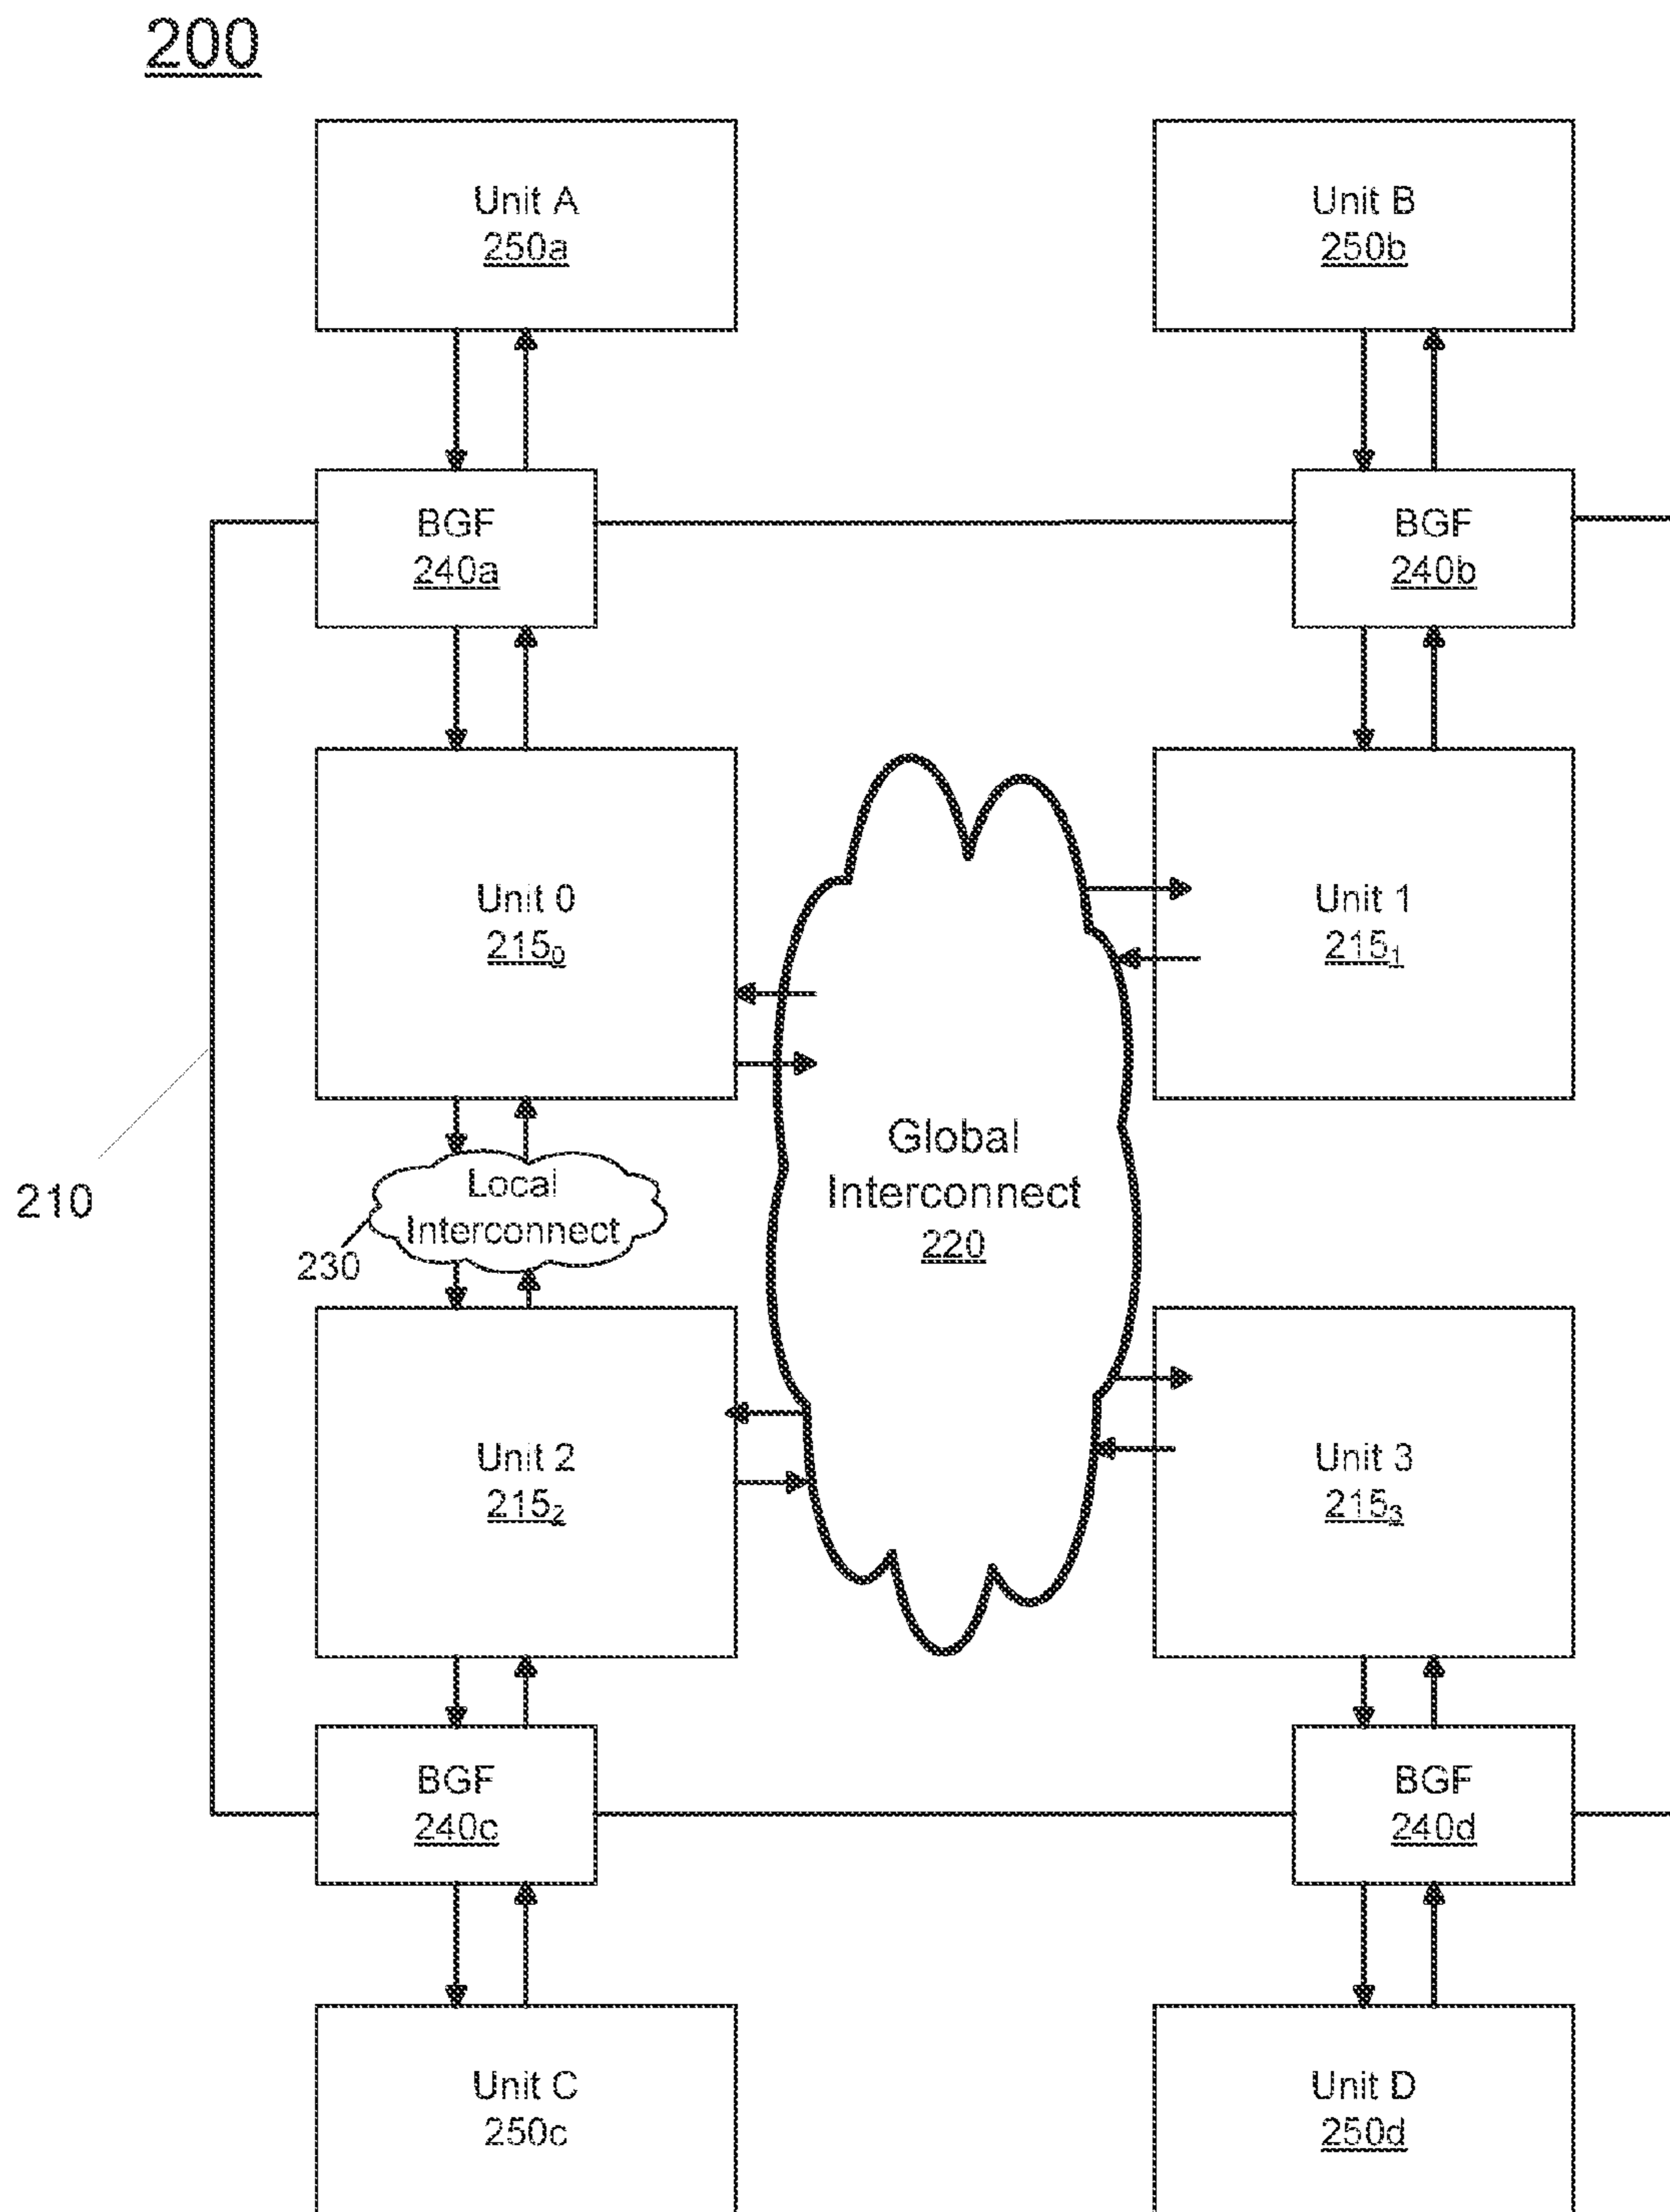 200
Unit A
250a
Unit B
250b
BGF
240a
BGF
240b
Unit 0
215₀
Unit 1
215₁
Global
Interconnect
220
210
Local
Interconnect
230
Unit 2
215₂
Unit 3
215₃
BGF
240c
BGF
240d
Unit C
250c
Unit D
250d